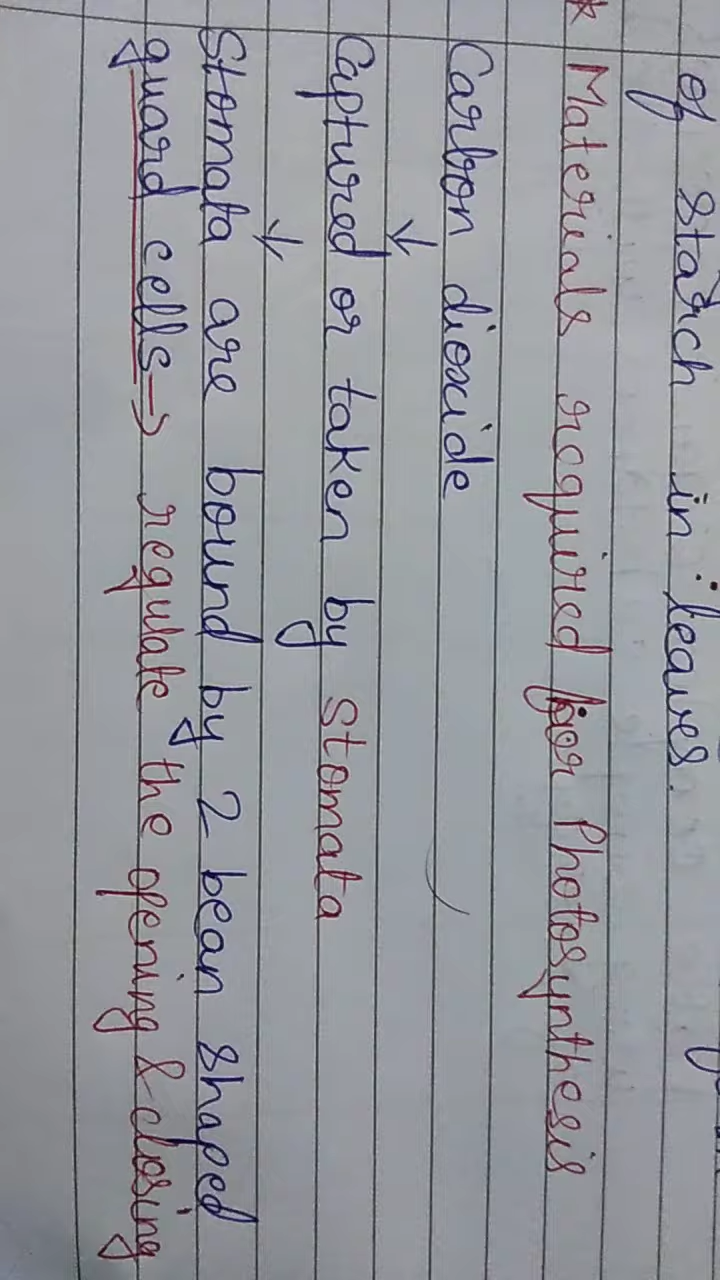 of starch in leaves.
* Materials required for Photosynthesis
Carbon dioxide
↓
Captured or taken by stomata
↓
Stomata are bound by 2 bean shaped
guard cells → regulate the opening & closing